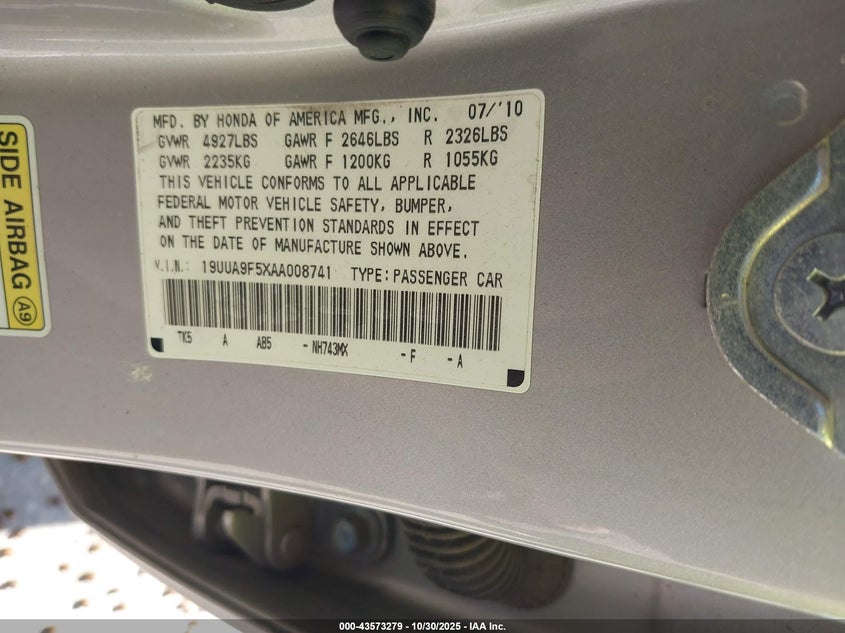 MFD. BY HONDA OF AMERICA MFG., INC. 07/'10
GVWR 4927LBS GAWR F 2646LBS R 2326LBS
GVWR 2235KG GAWR F 1200KG R 1055KG
THIS VEHICLE CONFORMS TO ALL APPLICABLE
FEDERAL MOTOR VEHICLE SAFETY, BUMPER,
AND THEFT PREVENTION STANDARDS IN EFFECT
ON THE DATE OF MANUFACTURE SHOWN ABOVE.
V.I.N.: 19UUA9F5XAA008741 TYPE: PASSENGER CAR
TK5 A AB5 -NH743MX -F -A
SIDE AIRBAG A9
000-43573279 - 10/30/2025 - IAA Inc.